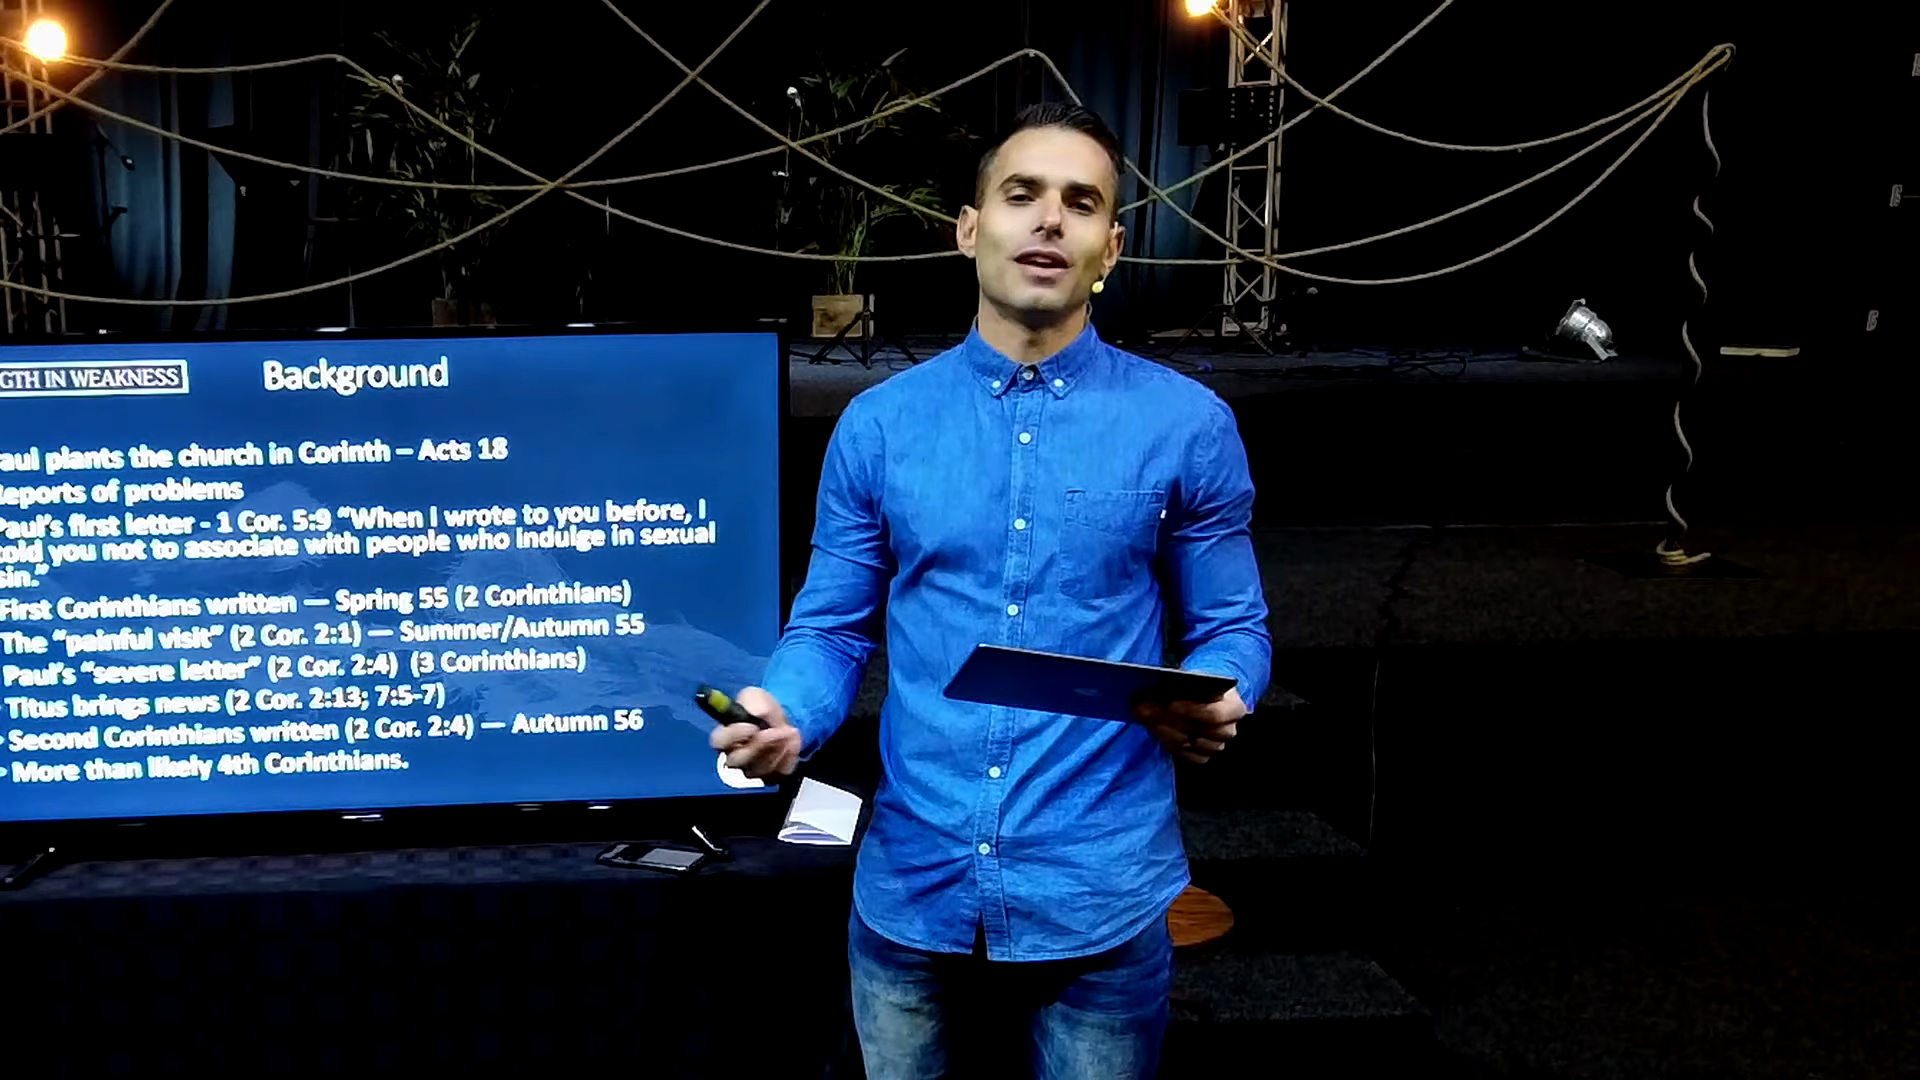 GTH IN WEAKNESS
Background
aul plants the church in Corinth – Acts 18
eports of problems
Paul's first letter - 1 Cor. 5:9 “When I wrote to you before, I
told you not to associate with people who indulge in sexual
sin.”
First Corinthians written — Spring 55 (2 Corinthians)
The “painful visit” (2 Cor. 2:1) — Summer/Autumn 55
Paul's “severe letter” (2 Cor. 2:4) (3 Corinthians)
Titus brings news (2 Cor. 2:13; 7:5-7)
• Second Corinthians written (2 Cor. 2:4) — Autumn 56
• More than likely 4th Corinthians.